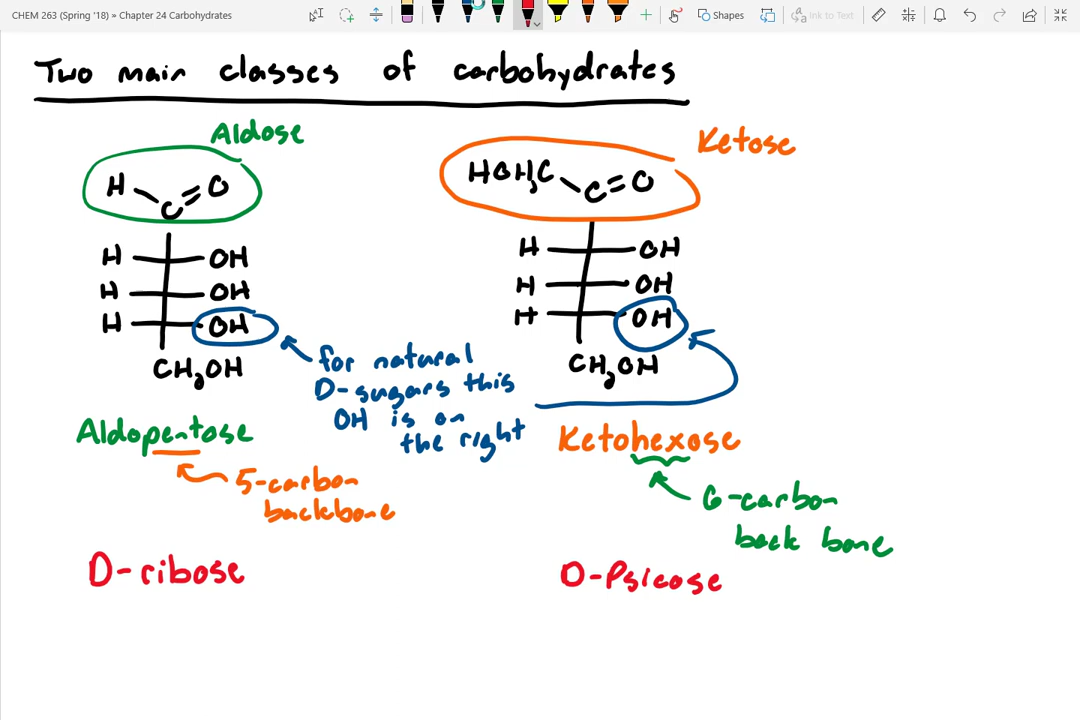 CHEM 263 (Spring '18) » Chapter 24 Carbohydrates
Shapes
Ink to Text
Two main classes of carbohydrates
Aldose
Ketose
H C=O
HOH₂C C=O
H OH
H OH
H OH
CH₂OH
H OH
H OH
H OH
CH₂OH
for natural
D-sugars this
OH is on
the right
Aldopentose
5-carbon
backbone
Ketohexose
6-carbon
back bone
D-ribose
D-Psicose